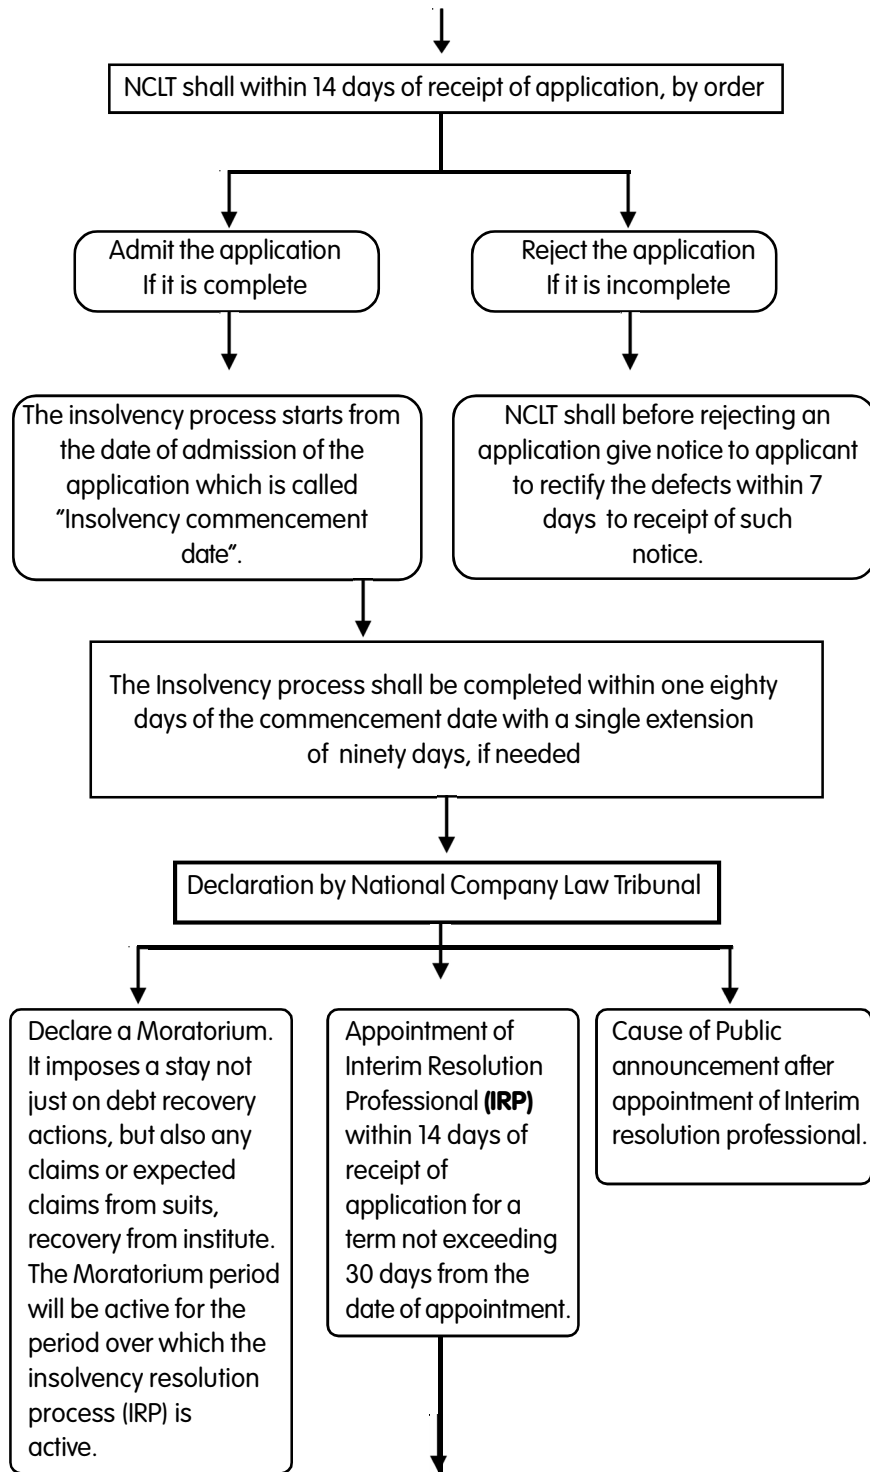 NCLT shall within 14 days of receipt of application, by order
Admit the application
If it is complete
Reject the application
If it is incomplete
The insolvency process starts from
the date of admission of the
application which is called
"Insolvency commencement
date".
NCLT shall before rejecting an
application give notice to applicant
to rectify the defects within 7
days to receipt of such
notice.
The Insolvency process shall be completed within one eighty
days of the commencement date with a single extension
of ninety days, if needed
Declaration by National Company Law Tribunal
Declare a Moratorium.
It imposes a stay not
just on debt recovery
actions, but also any
claims or expected
claims from suits,
recovery from institute.
The Moratorium period
will be active for the
period over which the
insolvency resolution
process (IRP) is
active.
Appointment of
Interim Resolution
Professional (IRP)
within 14 days of
receipt of
application for a
term not exceeding
30 days from the
date of appointment.
Cause of Public
announcement after
appointment of Interim
resolution professional.